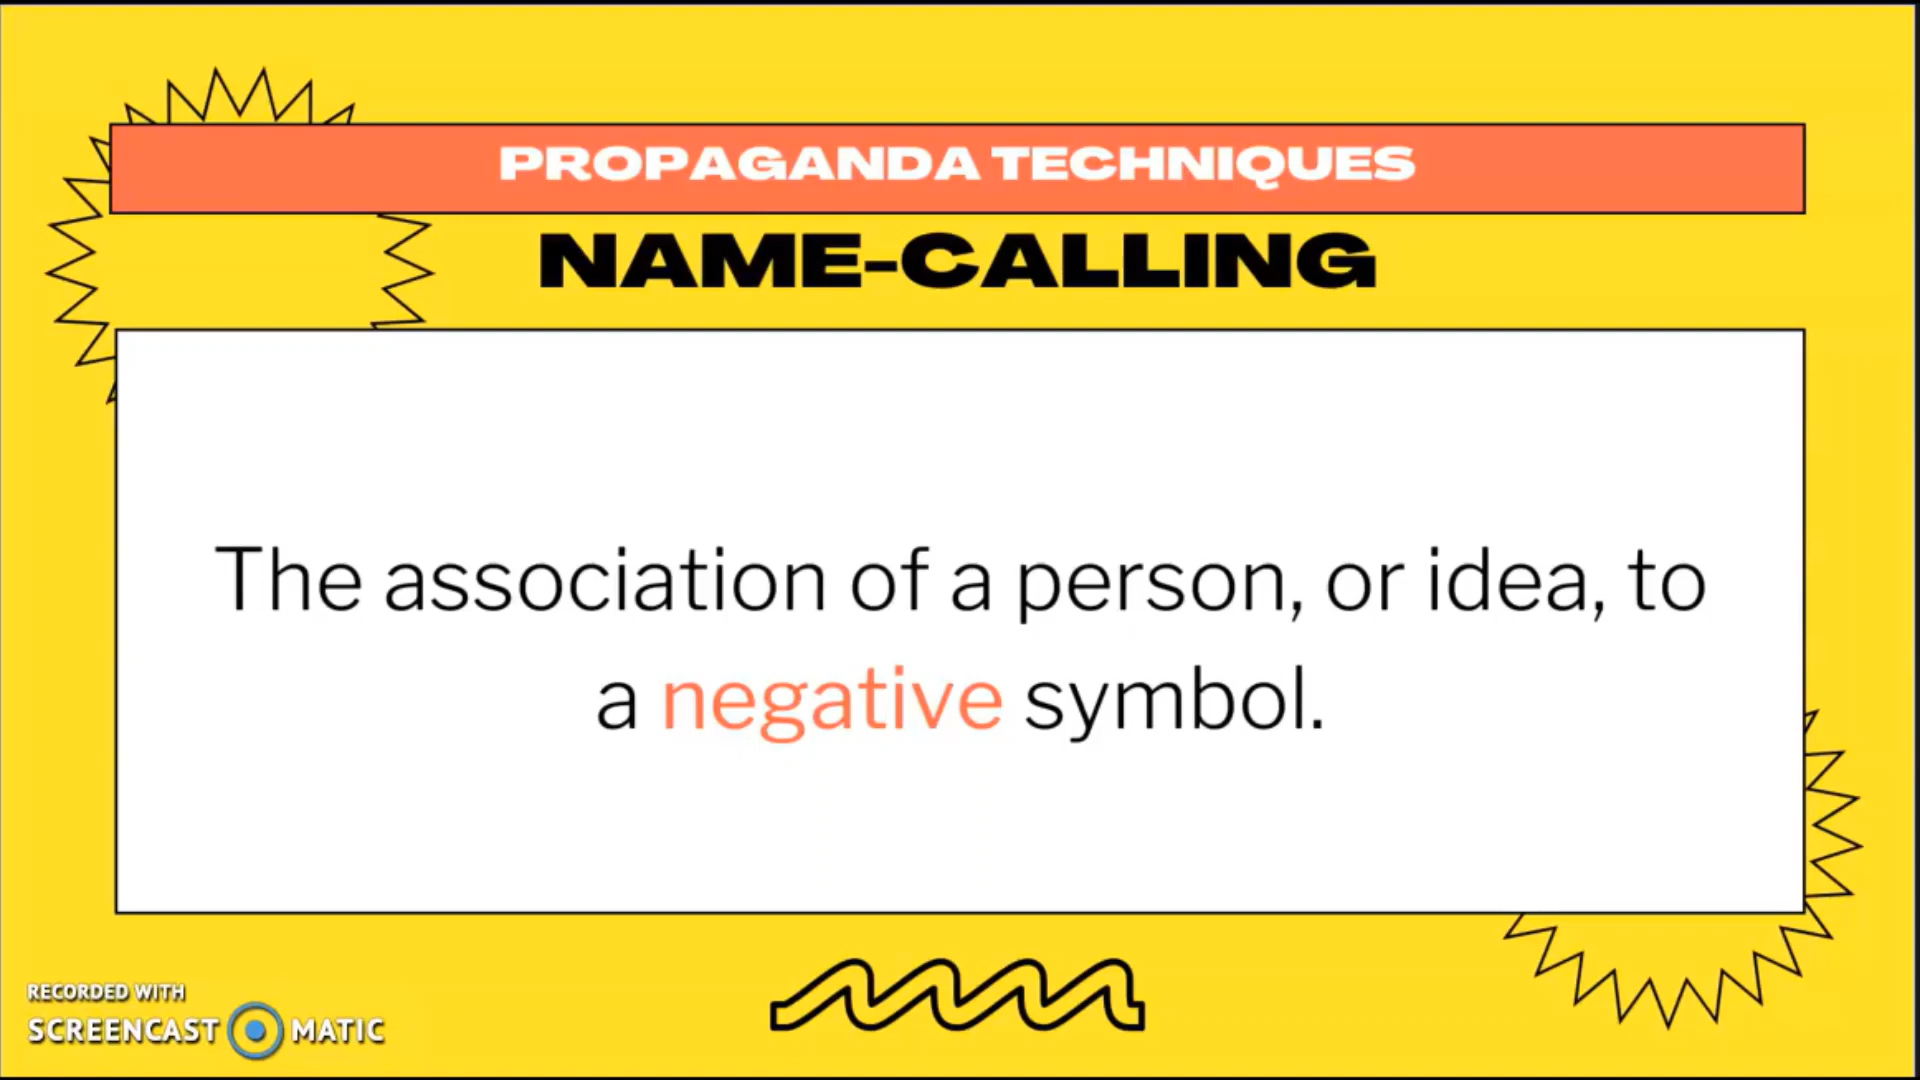 PROPAGANDA TECHNIQUES
NAME-CALLING
The association of a person, or idea, to
a negative symbol.
RECORDED WITH
SCREENCAST MATIC